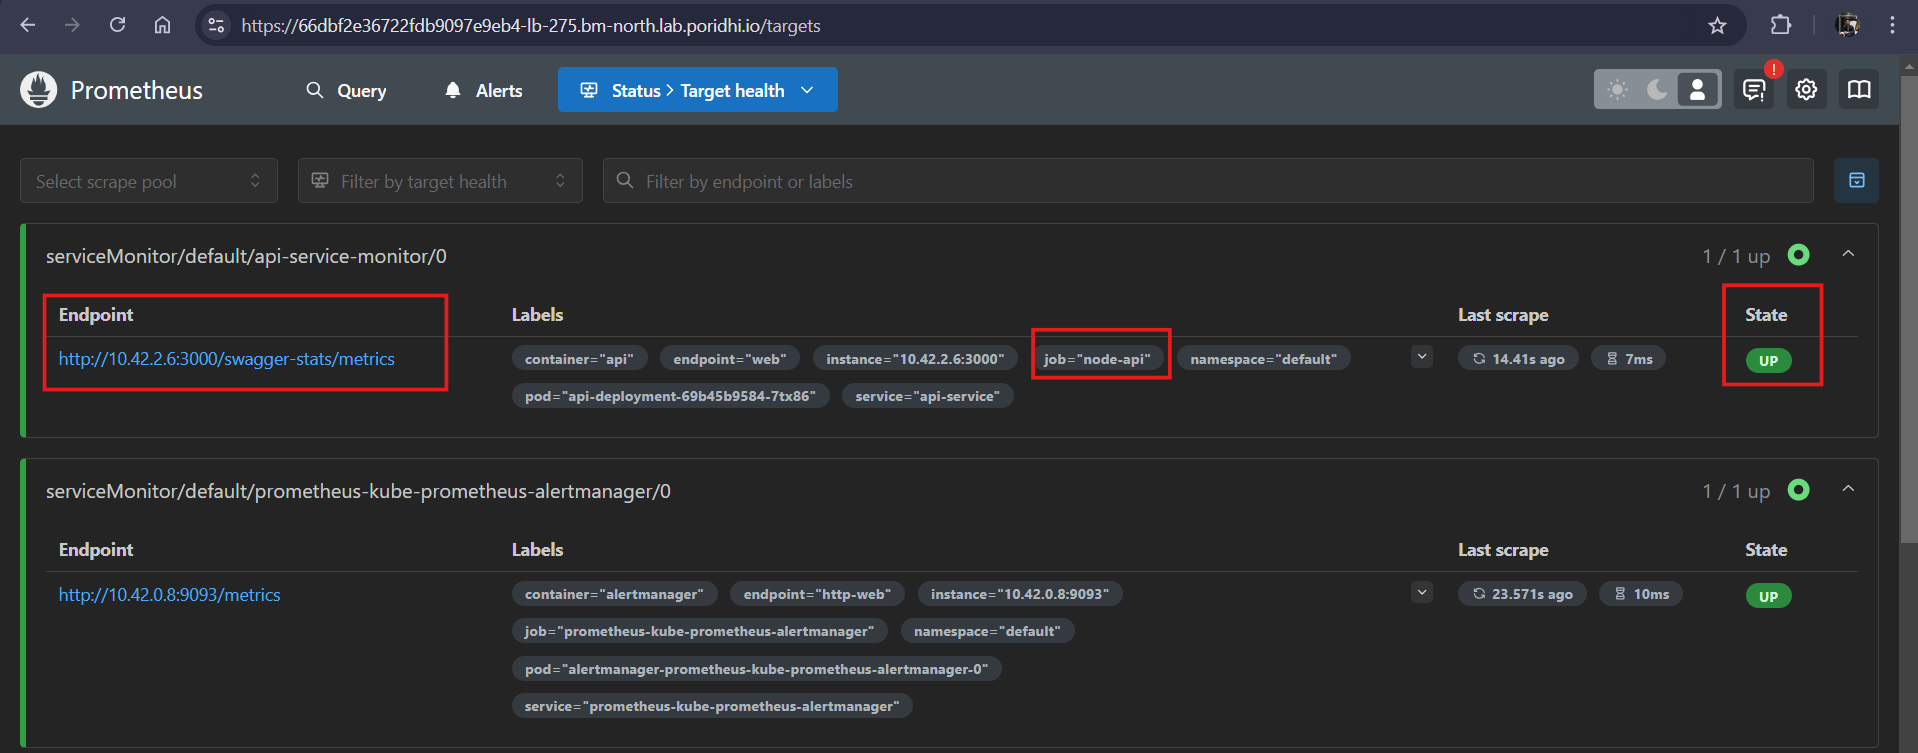 https://66dbf2e36722fdb9097e9eb4-lb-275.bm-north.lab.poridhi.io/targets
Prometheus Query Alerts Status > Target health !
Select scrape pool Filter by target health Filter by endpoint or labels
serviceMonitor/default/api-service-monitor/0 1 / 1 up
Endpoint Labels Last scrape State
http://10.42.2.6:3000/swagger-stats/metrics container="api" endpoint="web" instance="10.42.2.6:3000" job="node-api" namespace="default" 14.41s ago 7ms UP
pod="api-deployment-69b45b9584-7tx86" service="api-service"
serviceMonitor/default/prometheus-kube-prometheus-alertmanager/0 1 / 1 up
Endpoint Labels Last scrape State
http://10.42.0.8:9093/metrics container="alertmanager" endpoint="http-web" instance="10.42.0.8:9093" 23.571s ago 10ms UP
job="prometheus-kube-prometheus-alertmanager" namespace="default"
pod="alertmanager-prometheus-kube-prometheus-alertmanager-0"
service="prometheus-kube-prometheus-alertmanager"